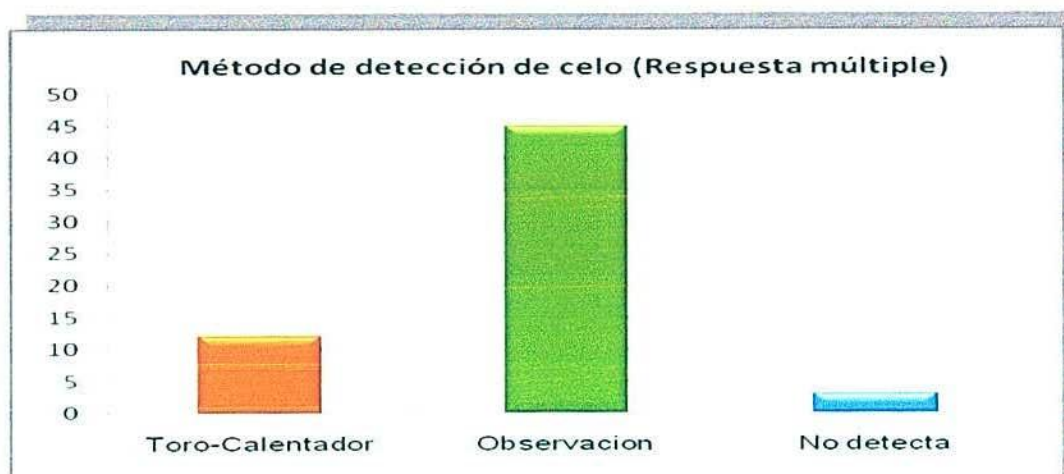 Método de detección de celo (Respuesta múltiple)
50
45
40
35
30
25
20
15
10
5
0
Toro-Calentador
Observacion
No detecta